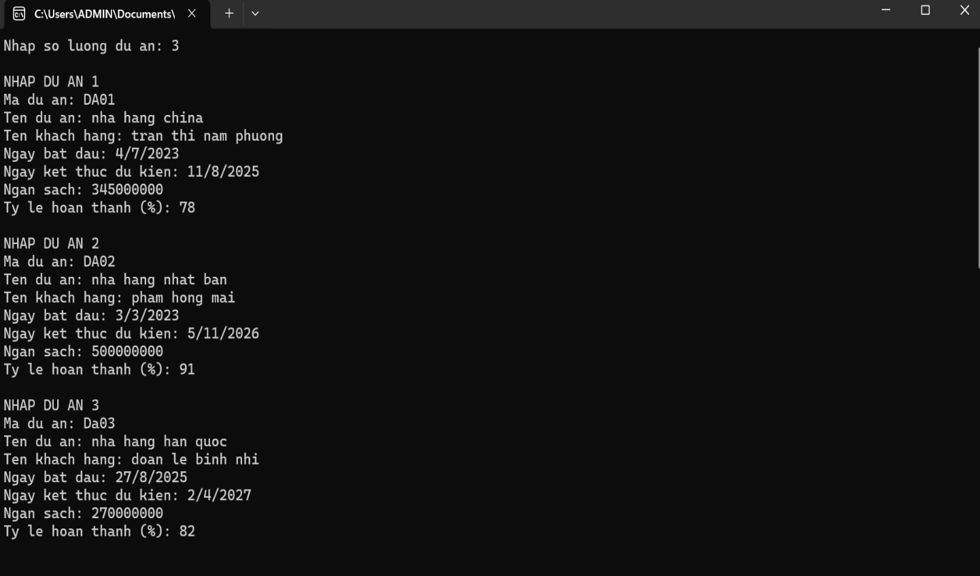 C:\Users\ADMIN\Documents\
Nhap so luong du an: 3
NHAP DU AN 1
Ma du an: DA01
Ten du an: nha hang china
Ten khach hang: tran thi nam phuong
Ngay bat dau: 4/7/2023
Ngay ket thuc du kien: 11/8/2025
Ngan sach: 345000000
Ty le hoan thanh (%): 78
NHAP DU AN 2
Ma du an: DA02
Ten du an: nha hang nhat ban
Ten khach hang: pham hong mai
Ngay bat dau: 3/3/2023
Ngay ket thuc du kien: 5/11/2026
Ngan sach: 500000000
Ty le hoan thanh (%): 91
NHAP DU AN 3
Ma du an: Da03
Ten du an: nha hang han quoc
Ten khach hang: doan le binh nhi
Ngay bat dau: 27/8/2025
Ngay ket thuc du kien: 2/4/2027
Ngan sach: 270000000
Ty le hoan thanh (%): 82